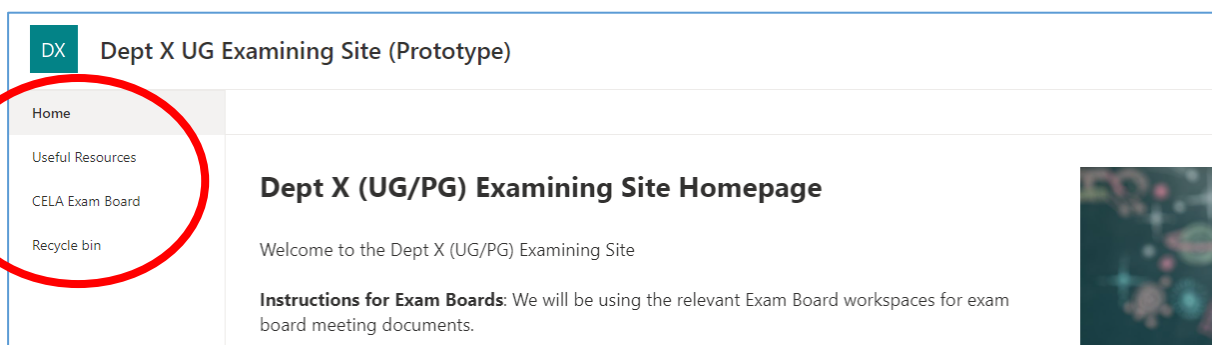 DX
Dept X UG Examining Site (Prototype)
Home
Useful Resources
CELA Exam Board
Recycle bin
Dept X (UG/PG) Examining Site Homepage
Welcome to the Dept X (UG/PG) Examining Site
Instructions for Exam Boards: We will be using the relevant Exam Board workspaces for exam
board meeting documents.